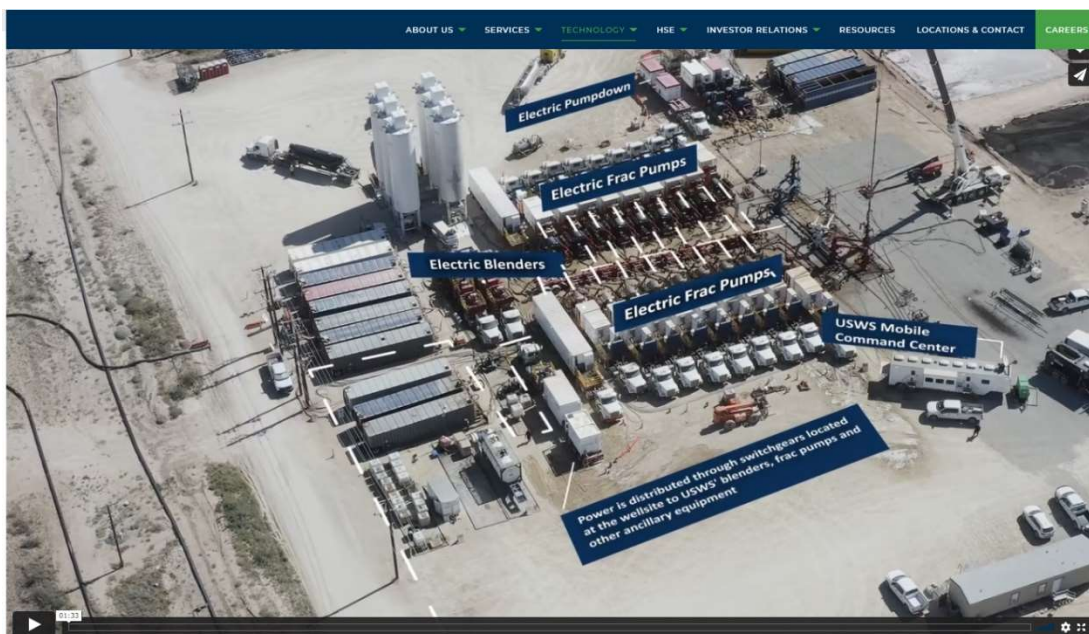 ABOUT US
SERVICES
TECHNOLOGY
HSE
INVESTOR RELATIONS
RESOURCES
LOCATIONS & CONTACT
CAREERS
Electric Pumpdown
Electric Frac Pumps
Electric Blenders
Electric Frac Pumps
USWS Mobile
Command Center
Power is distributed through switchgears located
at the wellsite to USWS' blenders, frac pumps and
other ancillary equipment
01:33